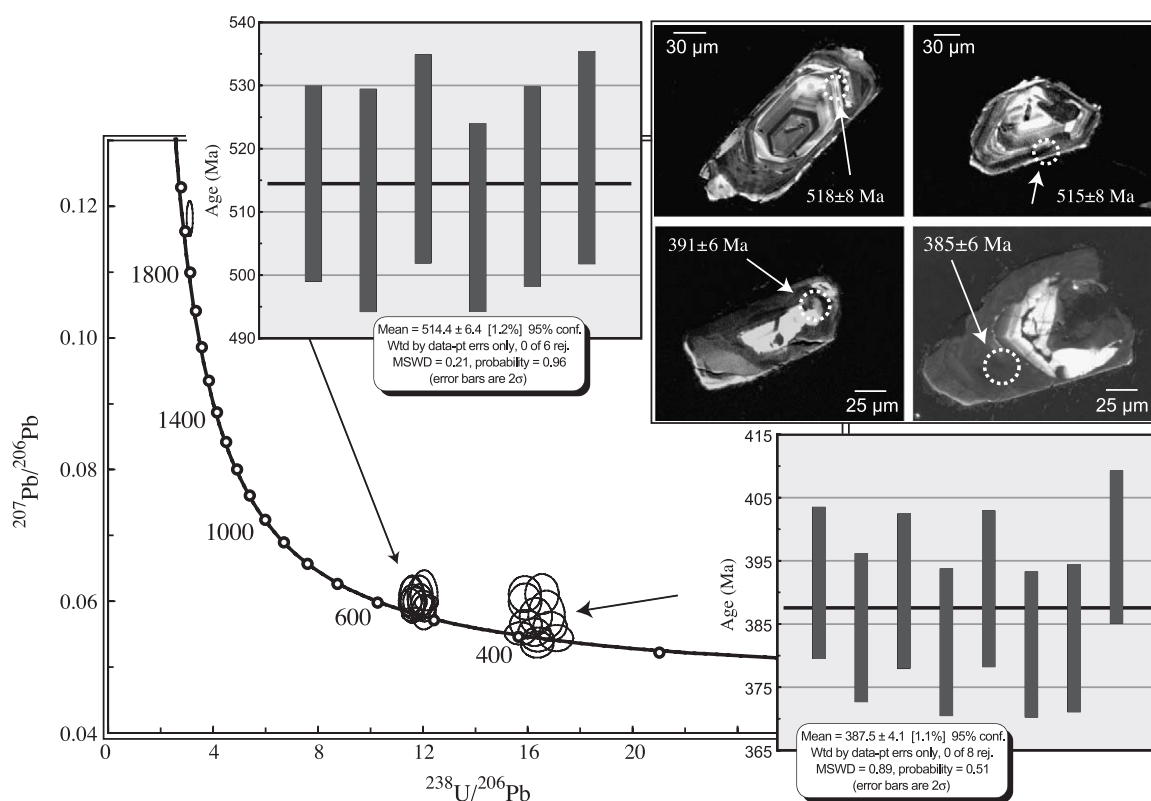 540
530
520
510
500
490
Age (Ma)
Mean = 514.4 ± 6.4 [1.2%] 95% conf.
Wtd by data-pt errs only, 0 of 6 rej.
MSWD = 0.21, probability = 0.96
(error bars are 2σ)
30 µm
518±8 Ma
30 µm
515±8 Ma
391±6 Ma
25 µm
385±6 Ma
25 µm
0.12
0.10
0.08
0.06
0.04
²⁰⁷Pb/²⁰⁶Pb
1800
1400
1000
600
400
0
4
8
12
16
20
²³⁸U/²⁰⁶Pb
415
405
395
385
375
365
Age (Ma)
Mean = 387.5 ± 4.1 [1.1%] 95% conf.
Wtd by data-pt errs only, 0 of 8 rej.
MSWD = 0.89, probability = 0.51
(error bars are 2σ)